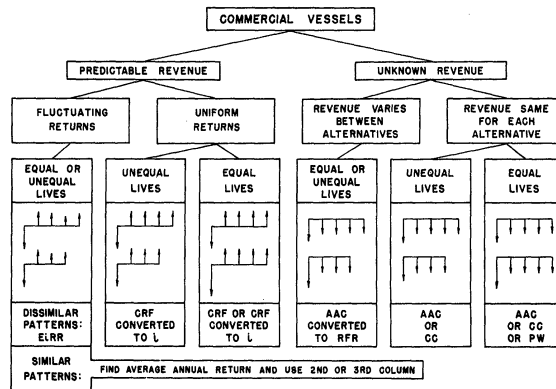 COMMERCIAL VESSELS
PREDICTABLE REVENUE
UNKNOWN REVENUE
FLUCTUATING
RETURNS
UNIFORM
RETURNS
REVENUE VARIES
BETWEEN
ALTERNATIVES
REVENUE SAME
FOR EACH
ALTERNATIVE
EQUAL OR
UNEQUAL
LIVES
UNEQUAL
LIVES
EQUAL
LIVES
EQUAL OR
UNEQUAL
LIVES
UNEQUAL
LIVES
EQUAL
LIVES
DISSIMILAR
PATTERNS:
EiRR
CRF
CONVERTED
TO i
CRF OR CRF
CONVERTED
TO i
AAC
CONVERTED
TO RFR
AAC
OR
CC
AAC
OR CC
OR PW
SIMILAR
PATTERNS:
FIND AVERAGE ANNUAL RETURN AND USE 2ND OR 3RD COLUMN